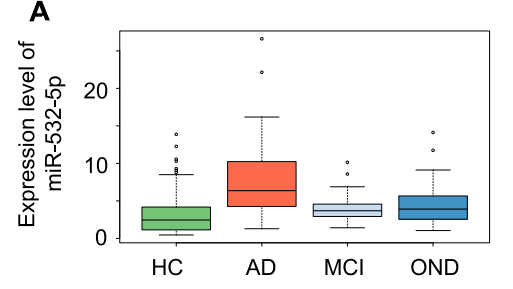 A
Expression level of
miR-532-5p
20
10
0
HC AD MCI OND